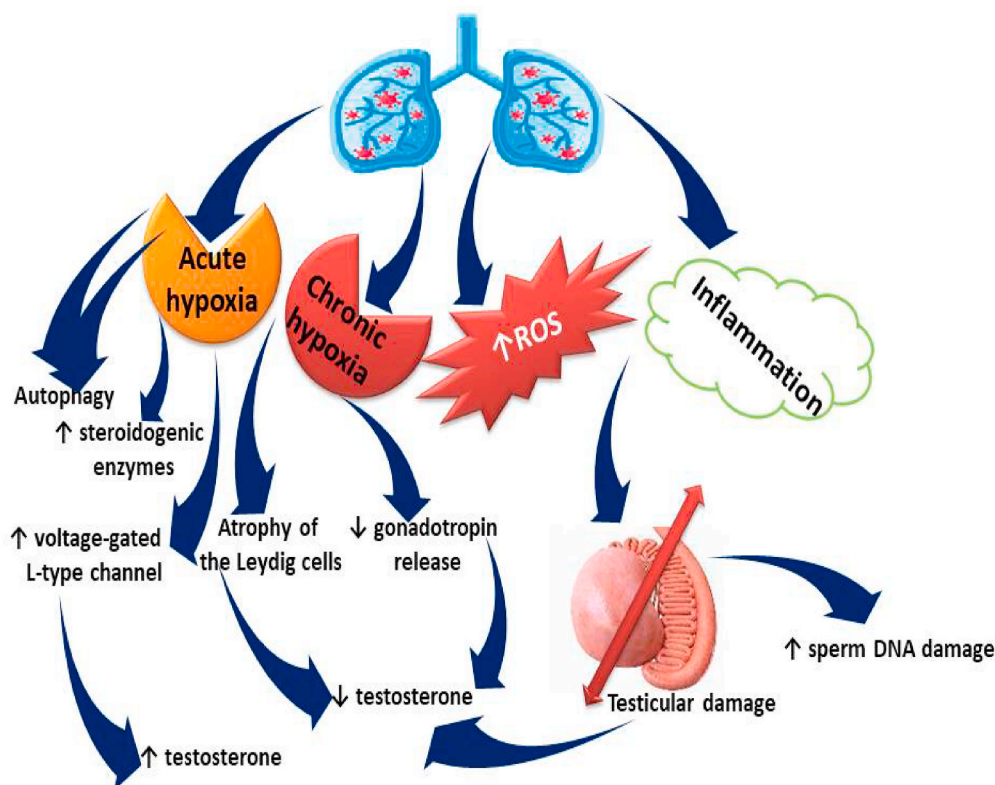 Acute
hypoxia
Chronic
hypoxia
↑ROS
Inflammation
Autophagy
↑ steroidogenic
enzymes
↑ voltage-gated
L-type channel
Atrophy of
the Leydig cells
↓ gonadotropin
release
↑ sperm DNA damage
Testicular damage
↓ testosterone
↑ testosterone